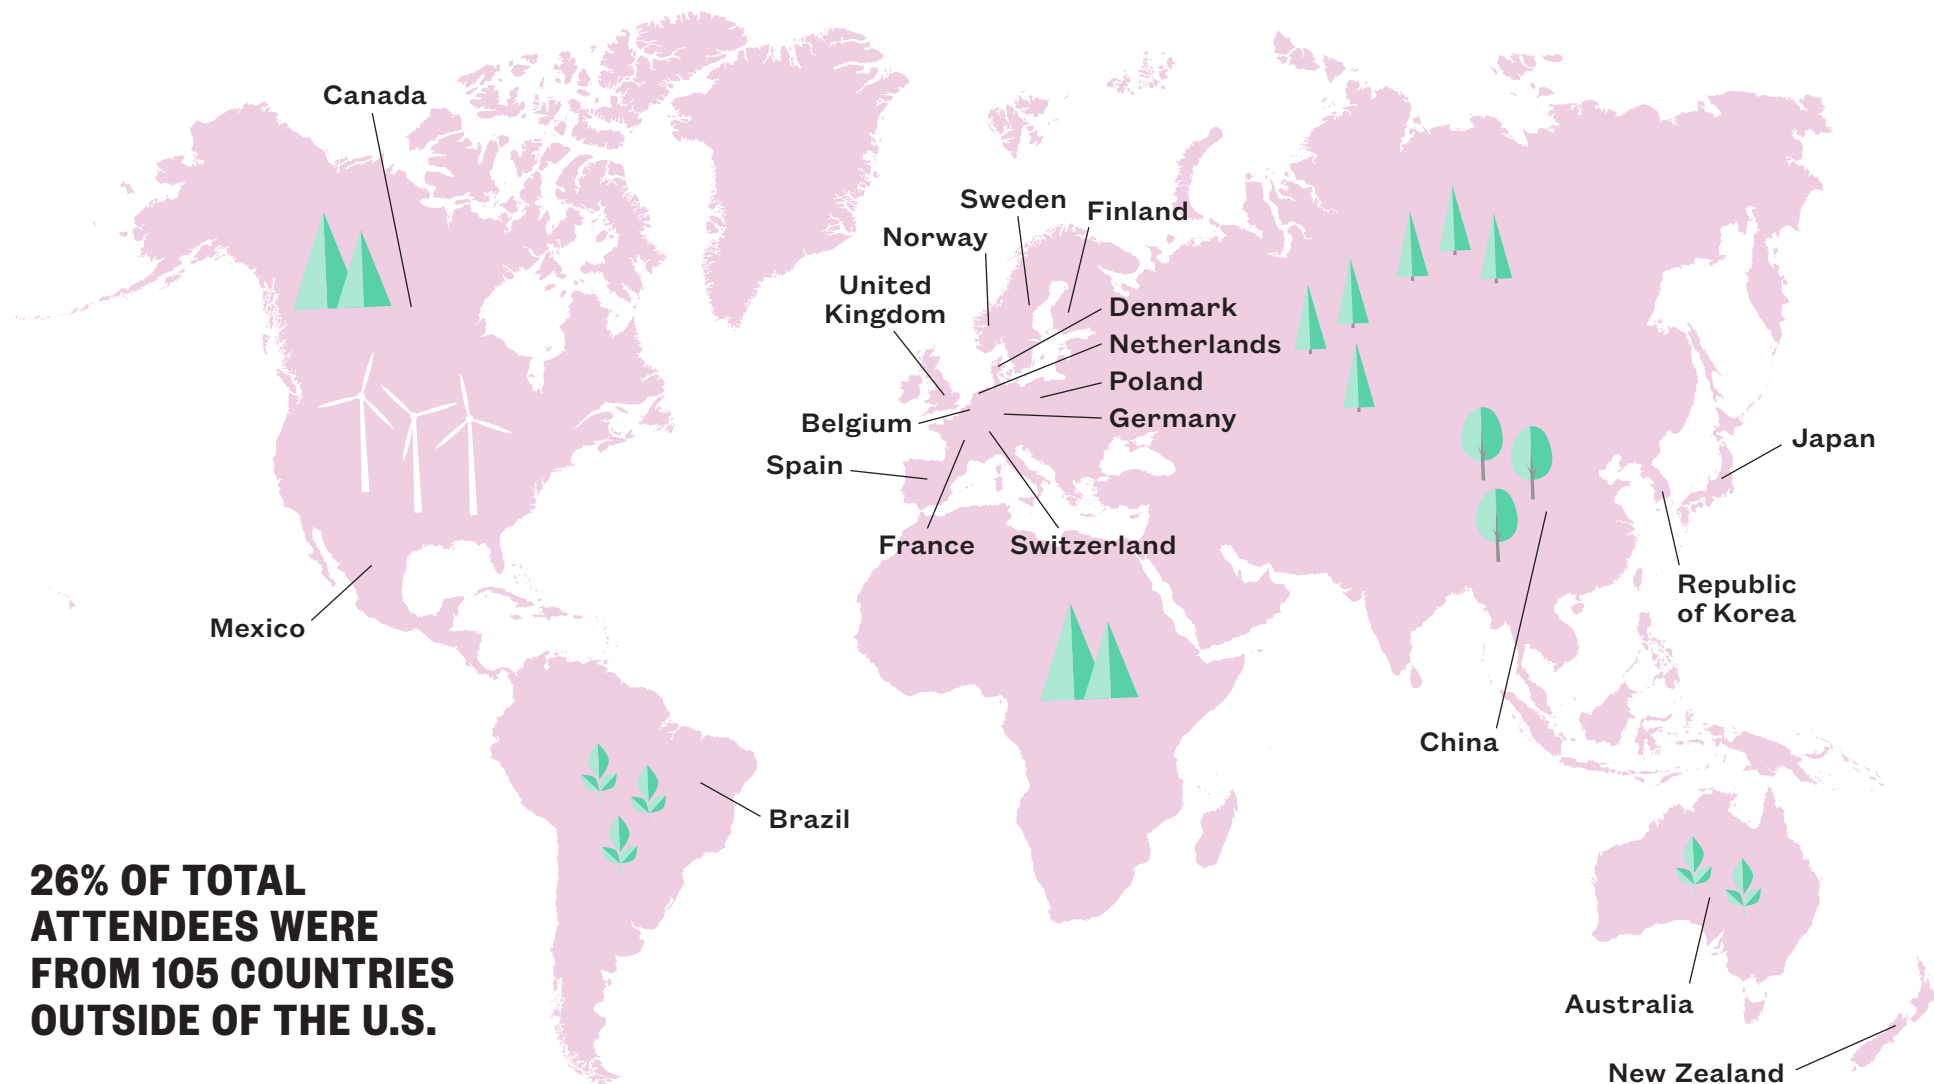 Canada
Sweden
Finland
Norway
United
Kingdom
Denmark
Netherlands
Poland
Germany
Belgium
Spain
France
Switzerland
Japan
Republic
of Korea
Mexico
China
Brazil
Australia
New Zealand
26% OF TOTAL
ATTENDEES WERE
FROM 105 COUNTRIES
OUTSIDE OF THE U.S.